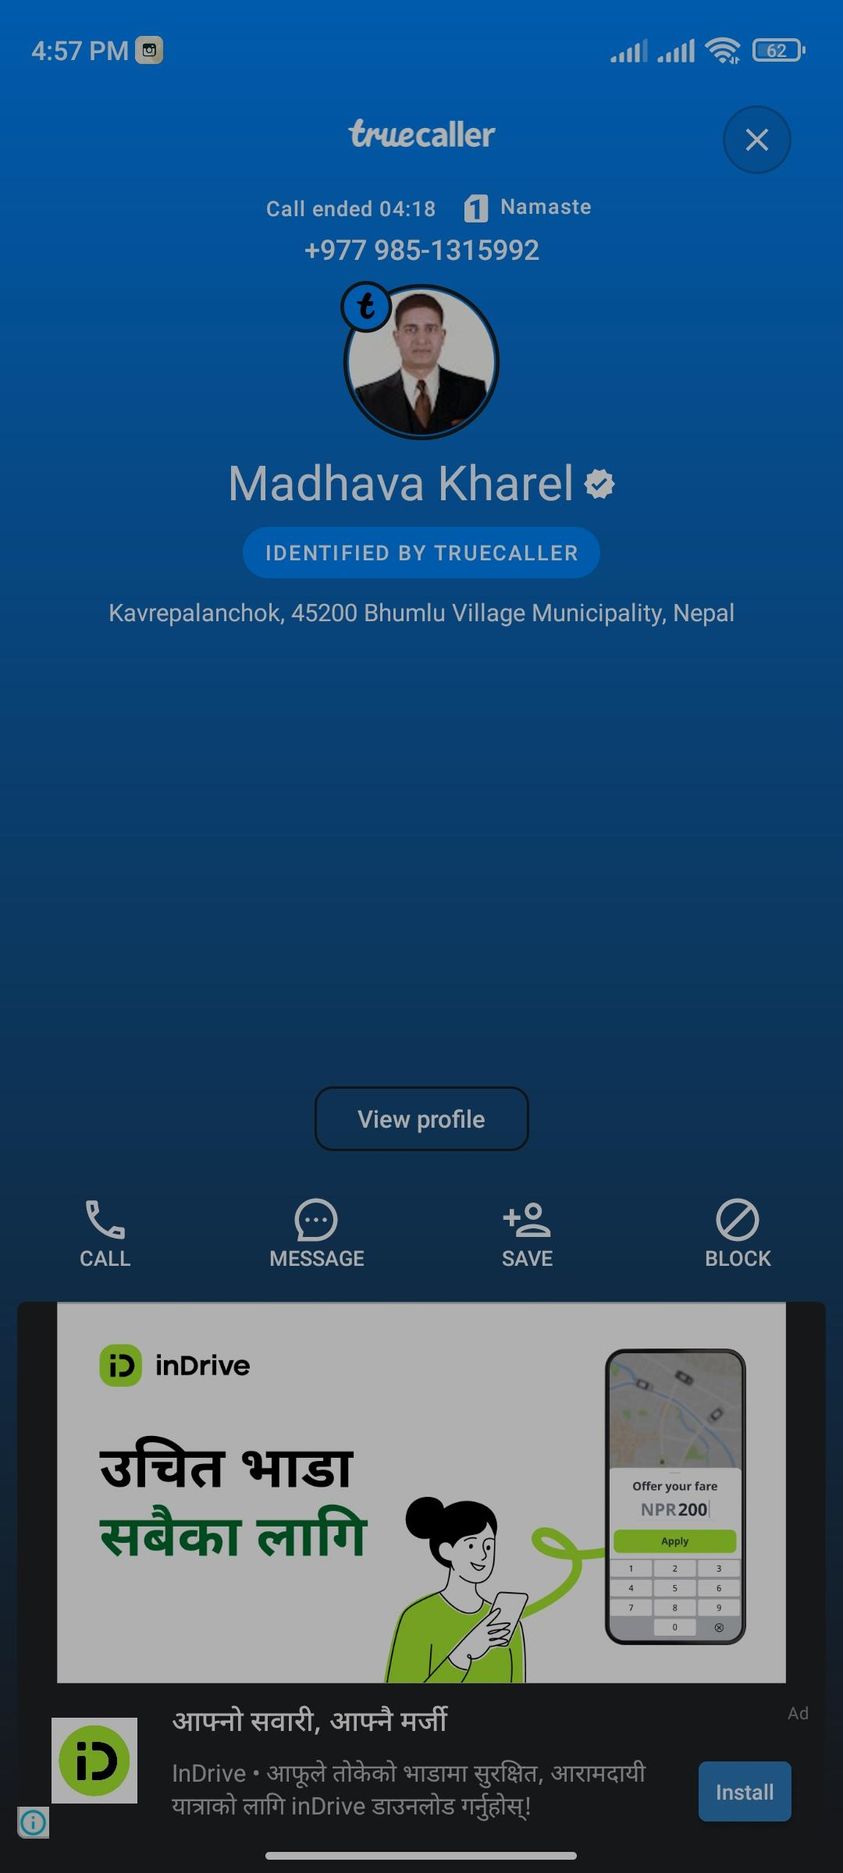 4:57 PM
62
truecaller
Call ended 04:18 1 Namaste
+977 985-1315992
t
Madhava Kharel
IDENTIFIED BY TRUECALLER
Kavrepalanchok, 45200 Bhumlu Village Municipality, Nepal
View profile
CALL MESSAGE SAVE BLOCK
iD inDrive
उचित भाडा
सबैका लागि
Offer your fare
NPR200
Apply
1 2 3
4 5 6
7 8 9
0
आफ्नो सवारी, आफ्नै मर्जी
Ad
iD
InDrive • आफूले तोकेको भाडामा सुरक्षित, आरामदायी
यात्राको लागि inDrive डाउनलोड गर्नुहोस्!
Install